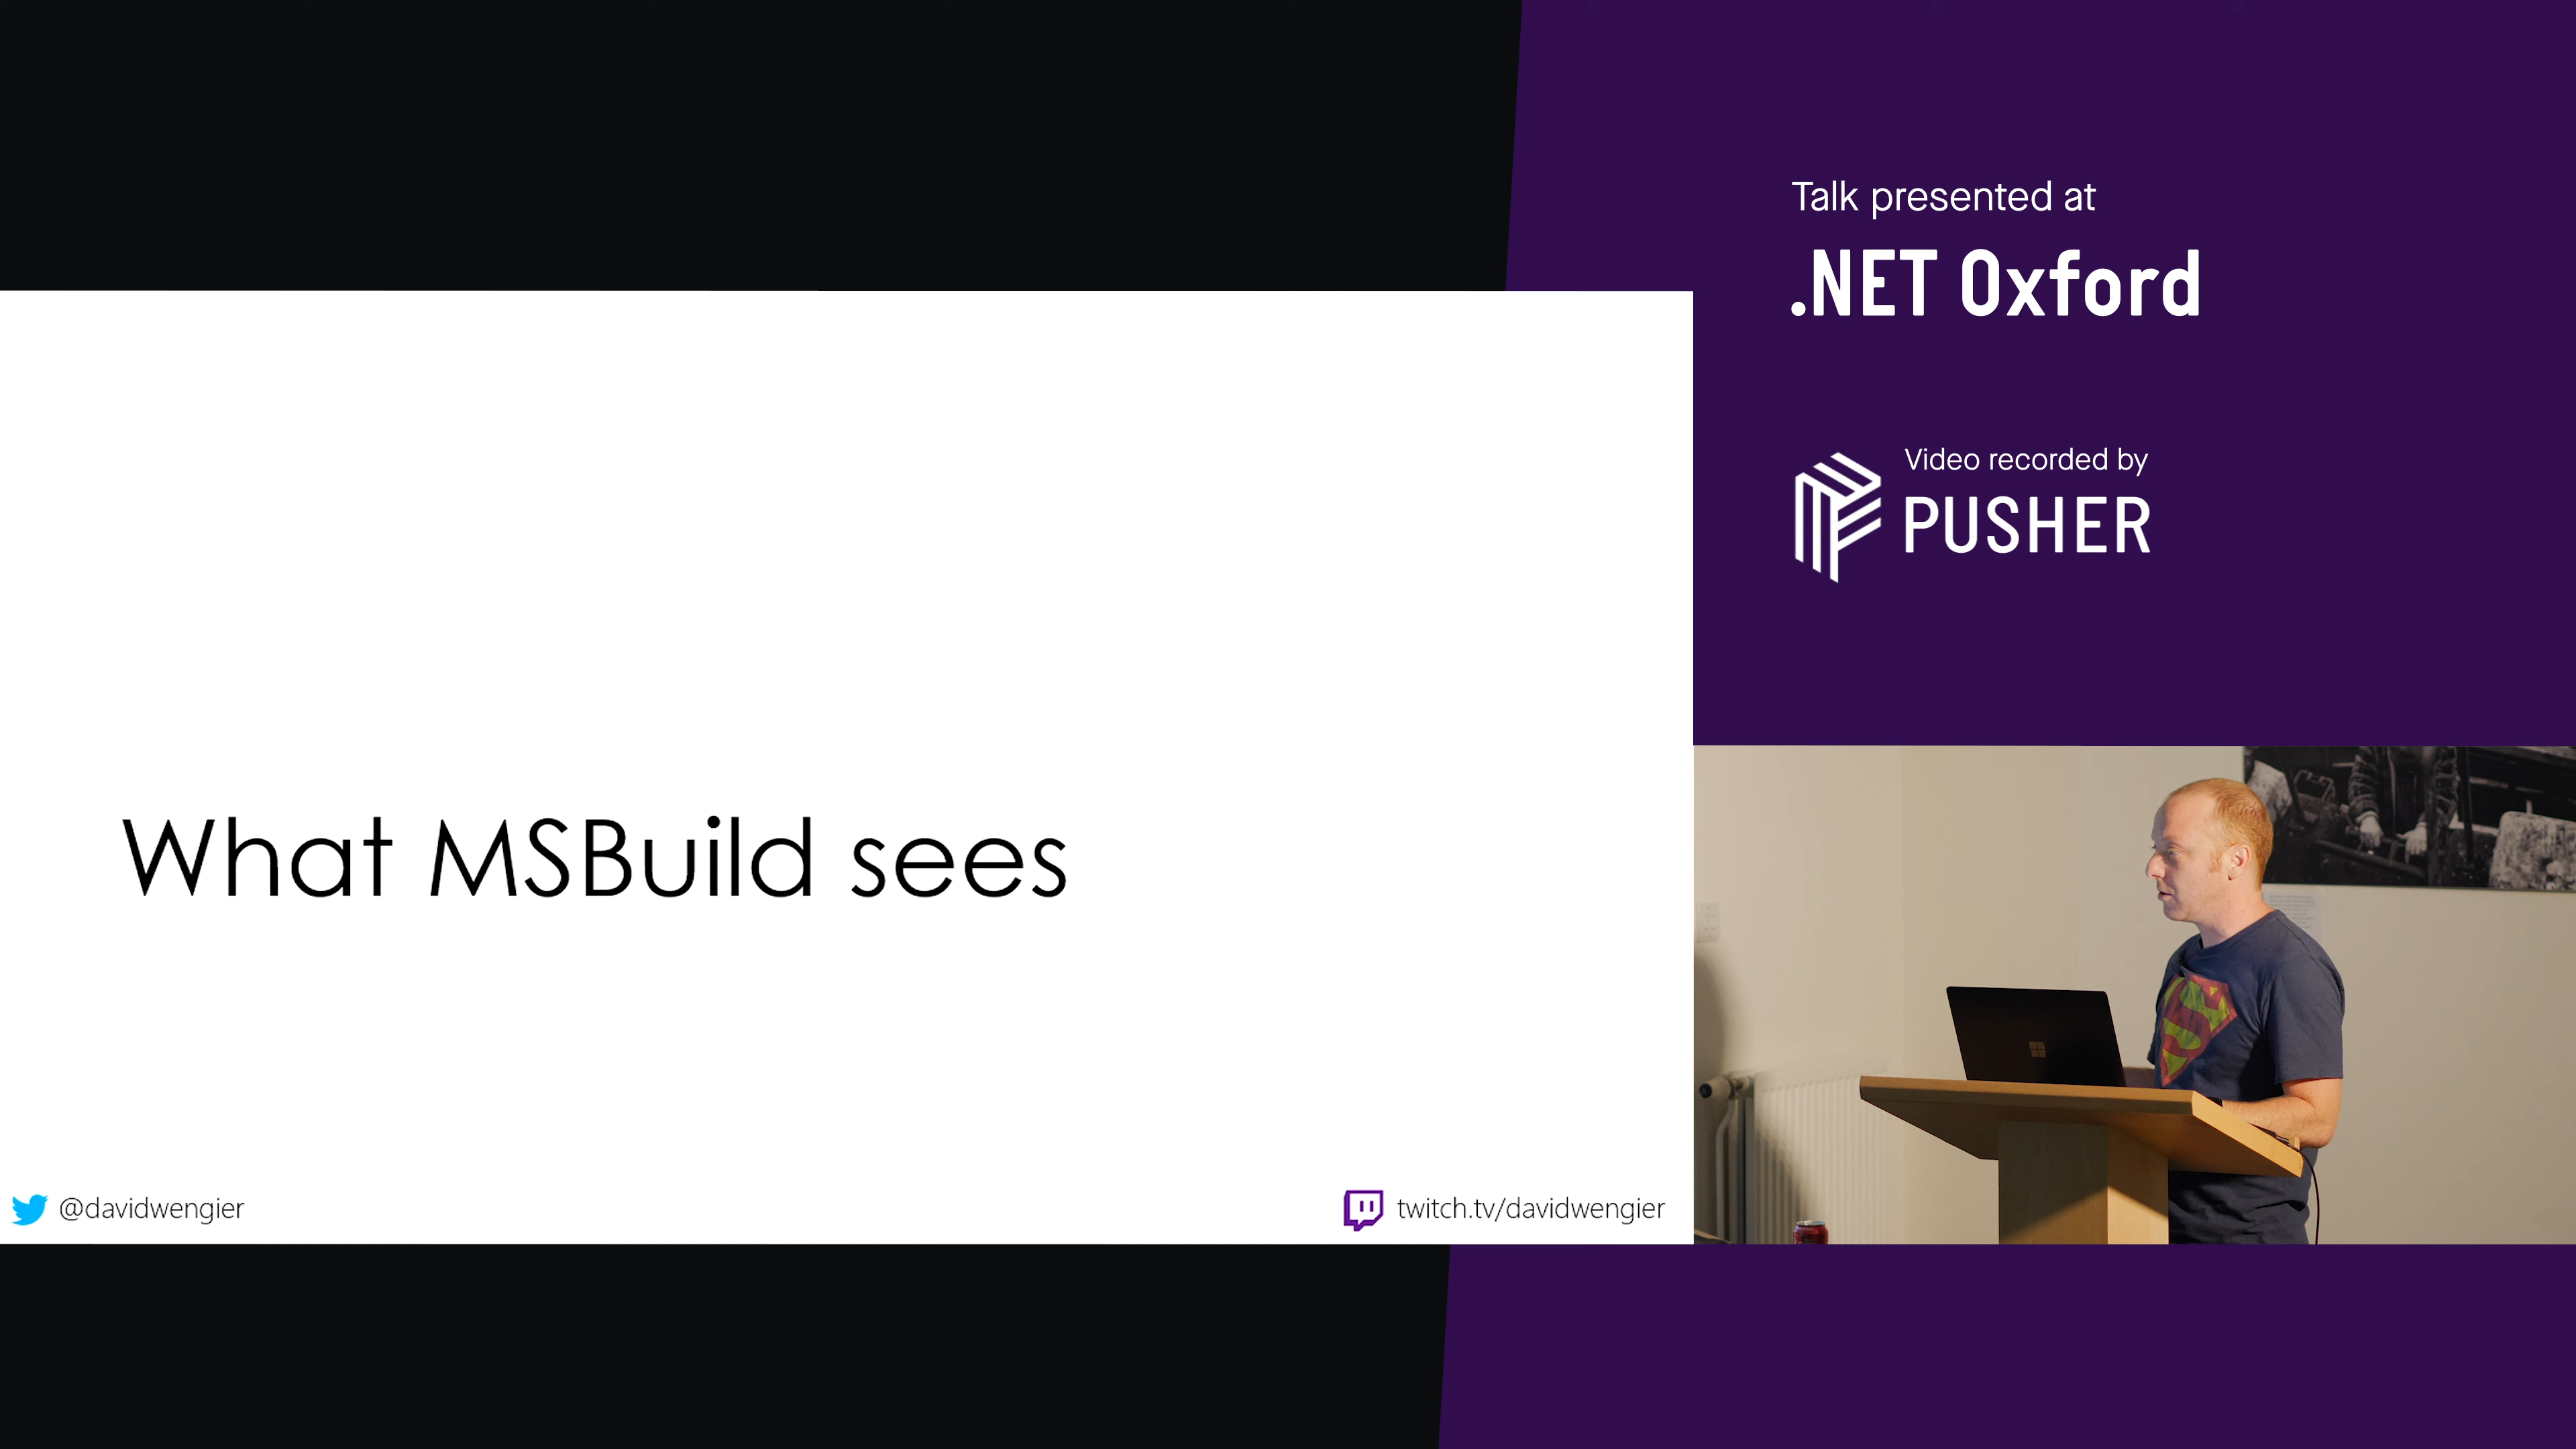 Talk presented at
.NET Oxford
Video recorded by
PUSHER
What MSBuild sees
@davidwengier
twitch.tv/davidwengier